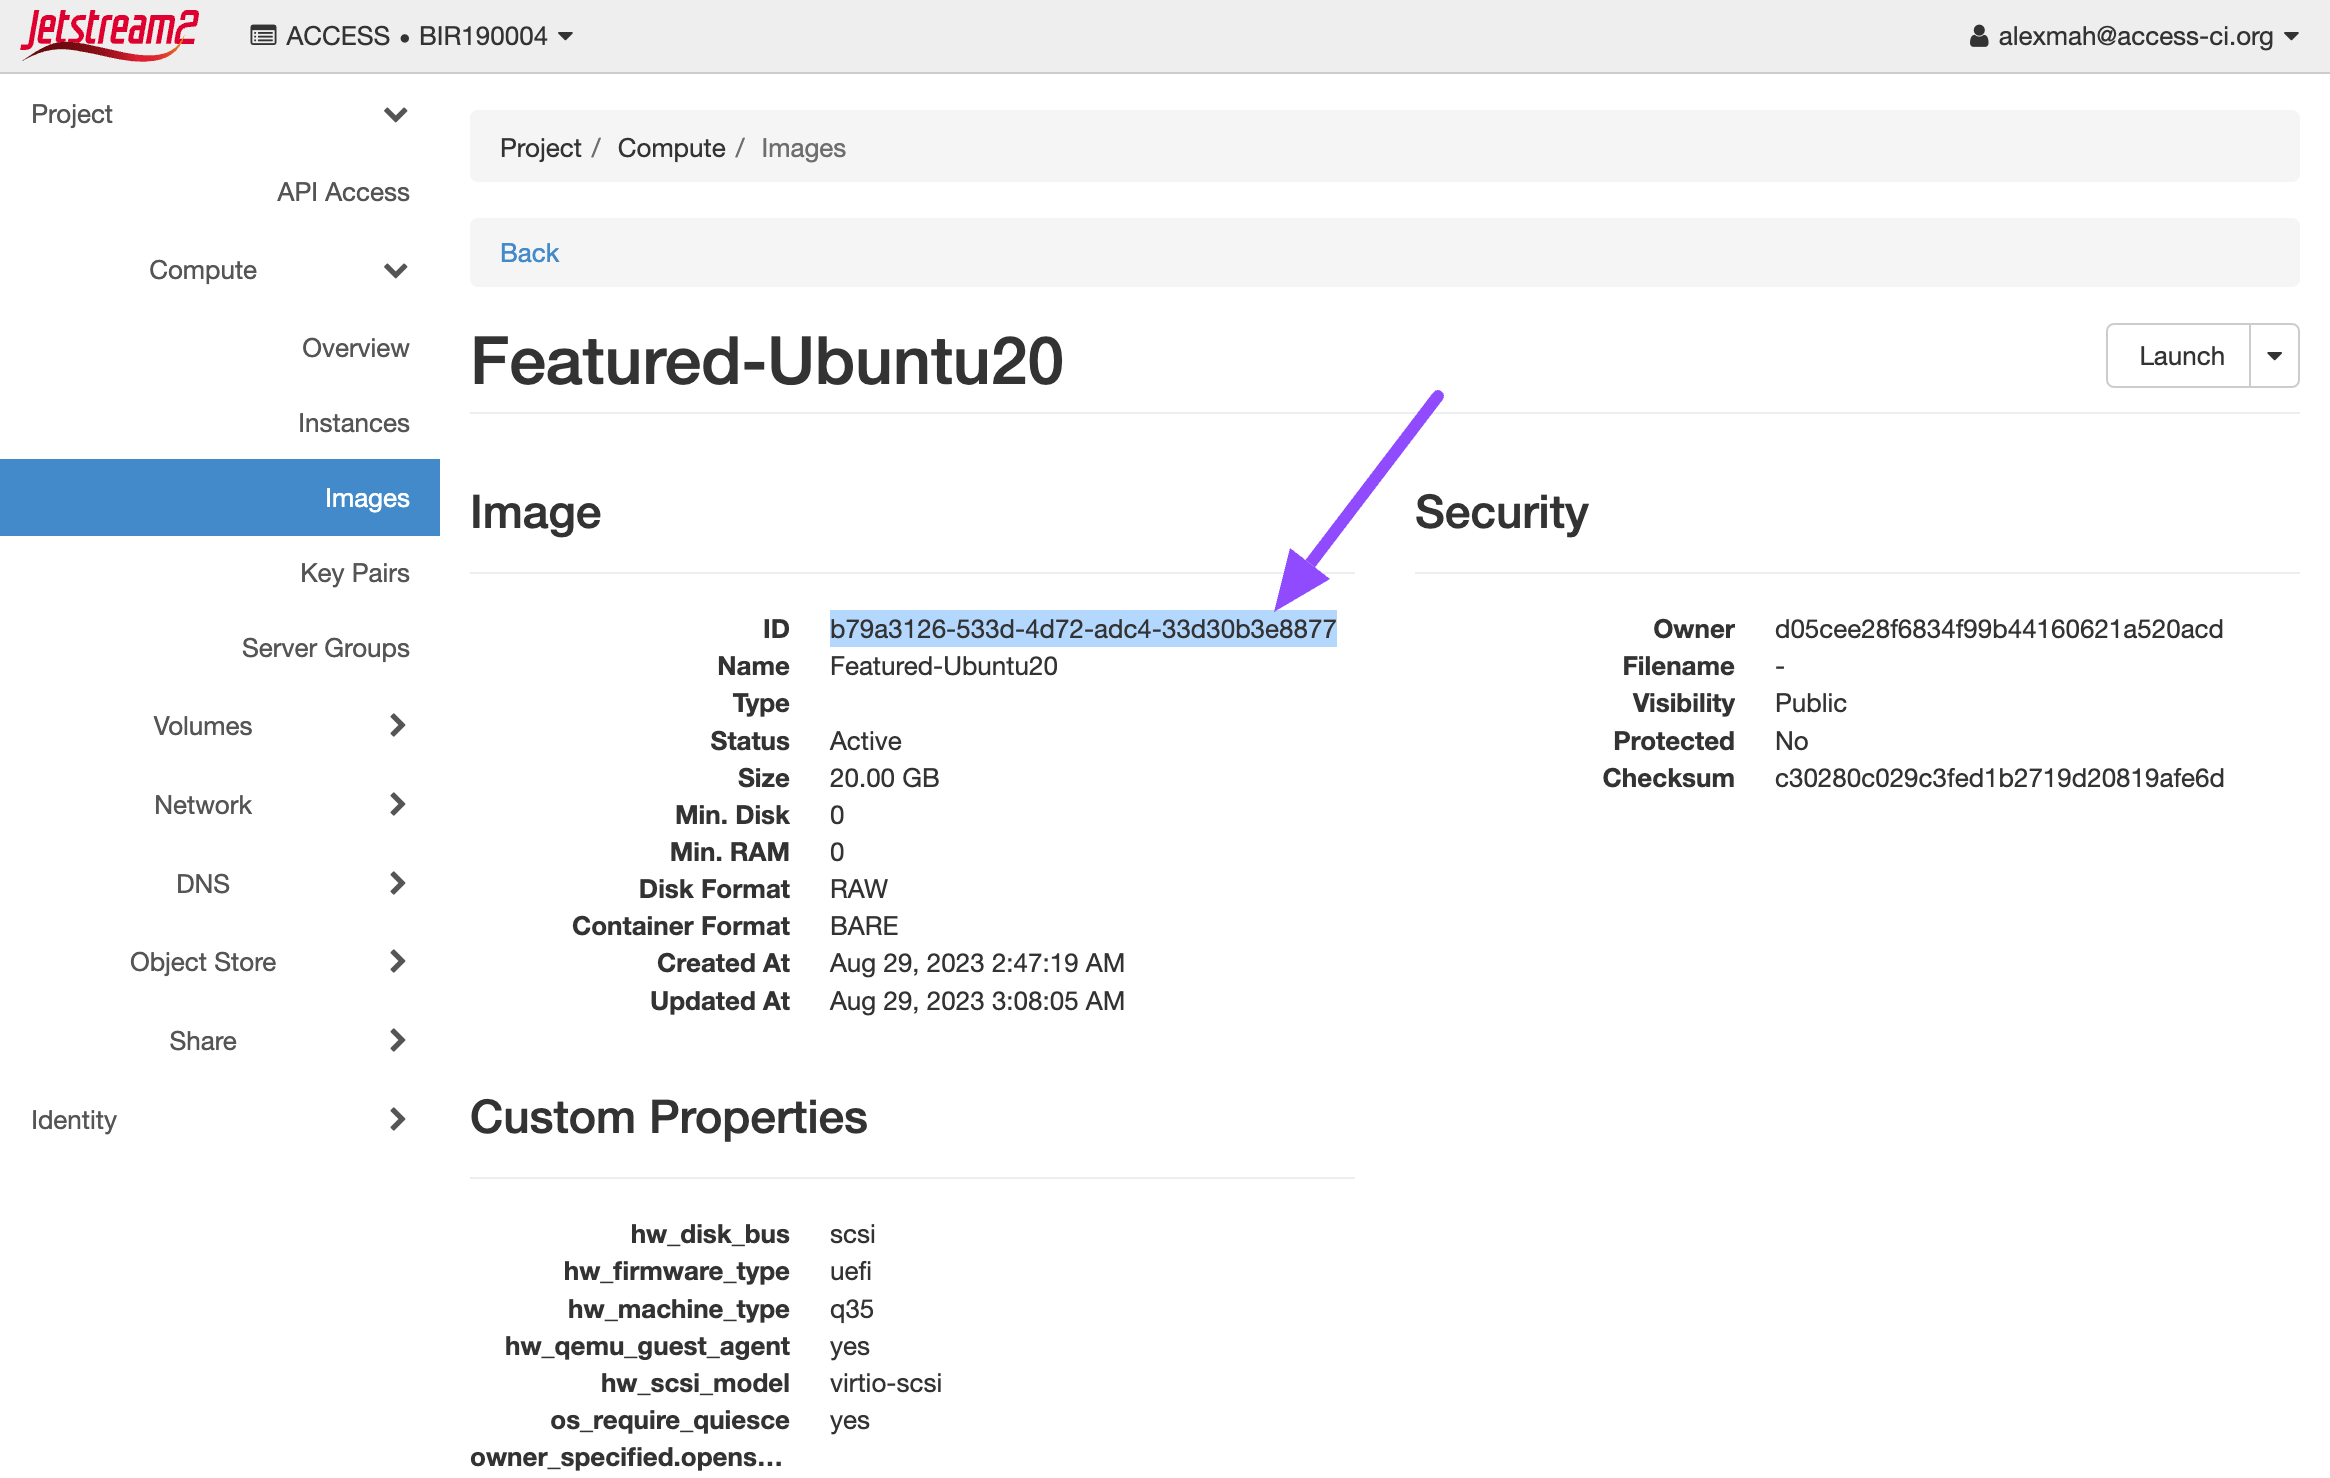 Jetstream2
ACCESS • BIR190004
alexmah@access-ci.org
Project
API Access
Compute
Overview
Instances
Images
Key Pairs
Server Groups
Volumes
Network
DNS
Object Store
Share
Identity
Project / Compute / Images
Back
Featured-Ubuntu20
Launch
Image
ID b79a3126-533d-4d72-adc4-33d30b3e8877
Name Featured-Ubuntu20
Type
Status Active
Size 20.00 GB
Min. Disk 0
Min. RAM 0
Disk Format RAW
Container Format BARE
Created At Aug 29, 2023 2:47:19 AM
Updated At Aug 29, 2023 3:08:05 AM
Security
Owner d05cee28f6834f99b44160621a520acd
Filename -
Visibility Public
Protected No
Checksum c30280c029c3fed1b2719d20819afe6d
Custom Properties
hw_disk_bus scsi
hw_firmware_type uefi
hw_machine_type q35
hw_qemu_guest_agent yes
hw_scsi_model virtio-scsi
os_require_quiesce yes
owner_specified.opens...